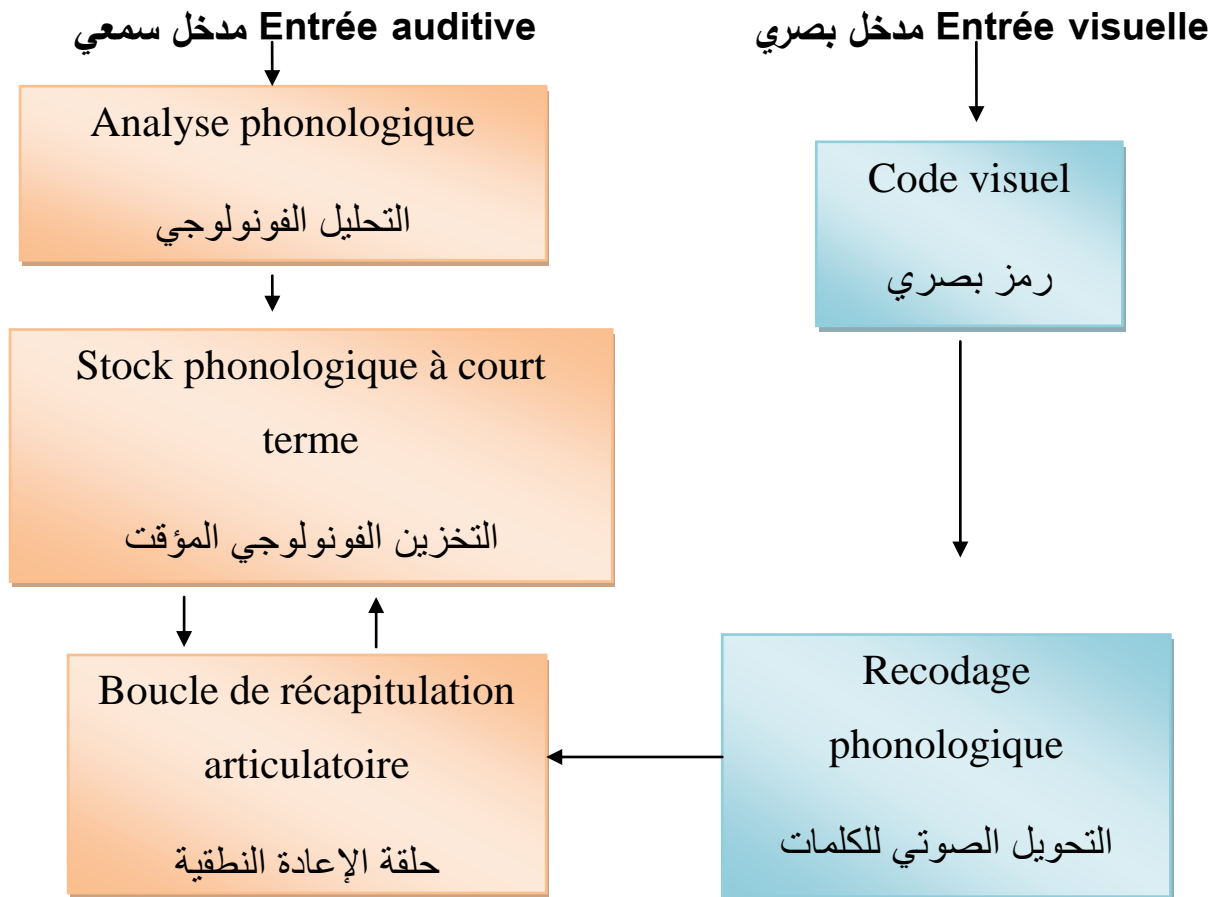 مدخل سمعي Entrée auditive
مدخل بصري Entrée visuelle
Analyse phonologique
التحليل الفونولوجي
Code visuel
رمز بصري
Stock phonologique à court
terme
التخزين الفونولوجي المؤقت
Boucle de récapitulation
articulatoire
حلقة الإعادة النطقية
Recodage
phonologique
التحويل الصوتي للكلمات